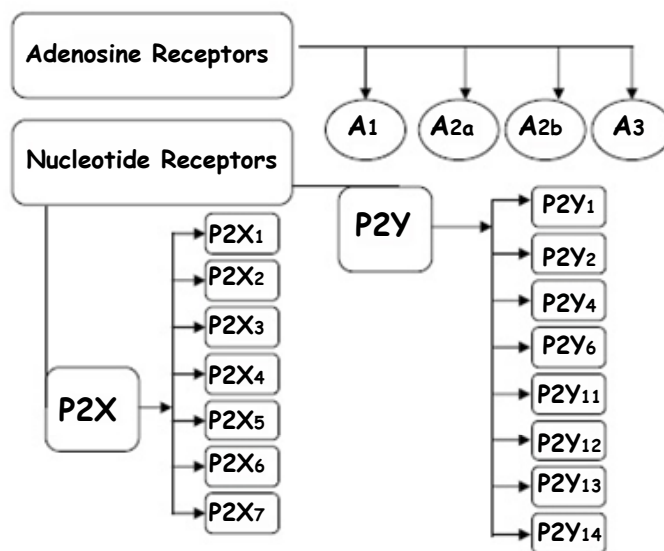 Adenosine Receptors
A1
A2a
A2b
A3
Nucleotide Receptors
P2X
P2X1
P2X2
P2X3
P2X4
P2X5
P2X6
P2X7
P2Y
P2Y1
P2Y2
P2Y4
P2Y6
P2Y11
P2Y12
P2Y13
P2Y14